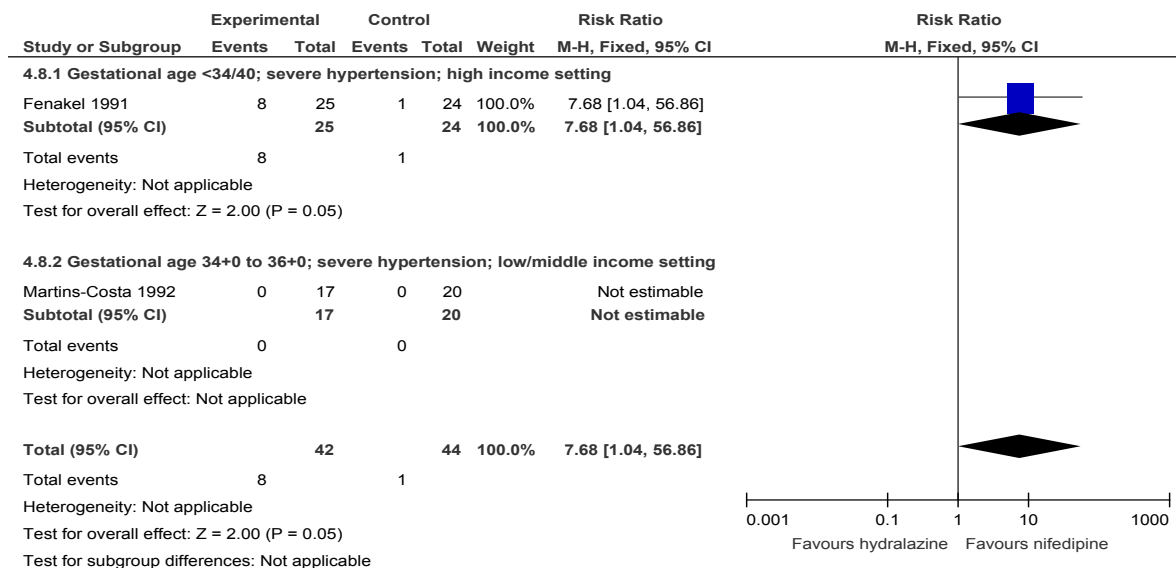 Experimental Control Risk Ratio Risk Ratio
Study or Subgroup Events Total Events Total Weight M-H, Fixed, 95% CI M-H, Fixed, 95% CI
4.8.1 Gestational age <34/40; severe hypertension; high income setting
Fenakel 1991 8 25 1 24 100.0% 7.68 [1.04, 56.86]
Subtotal (95% CI) 25 24 100.0% 7.68 [1.04, 56.86]
Total events 8 1
Heterogeneity: Not applicable
Test for overall effect: Z = 2.00 (P = 0.05)
4.8.2 Gestational age 34+0 to 36+0; severe hypertension; low/middle income setting
Martins-Costa 1992 0 17 0 20 Not estimable
Subtotal (95% CI) 17 20 Not estimable
Total events 0 0
Heterogeneity: Not applicable
Test for overall effect: Not applicable
Total (95% CI) 42 44 100.0% 7.68 [1.04, 56.86]
Total events 8 1
Heterogeneity: Not applicable
Test for overall effect: Z = 2.00 (P = 0.05)
Test for subgroup differences: Not applicable
0.001 0.1 1 10 1000
Favours hydralazine Favours nifedipine